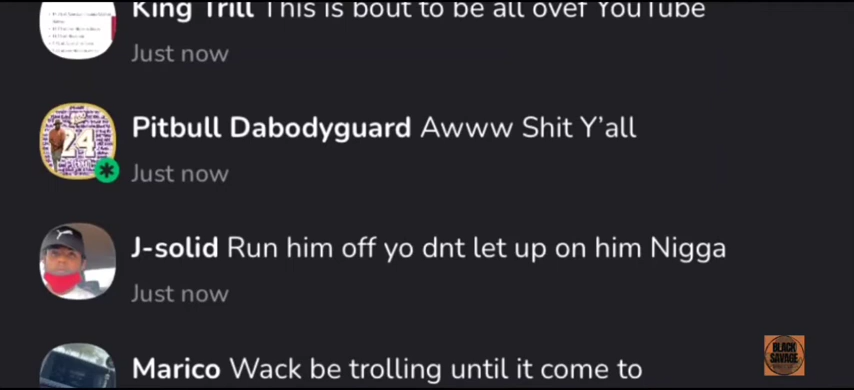 King Trill This is bout to be all ovef YouTube
Just now
24
Pitbull Dabodyguard Awww Shit Y'all
Just now
J-solid Run him off yo dnt let up on him Nigga
Just now
Marico Wack be trolling until it come to
BLACK
SAVAGE